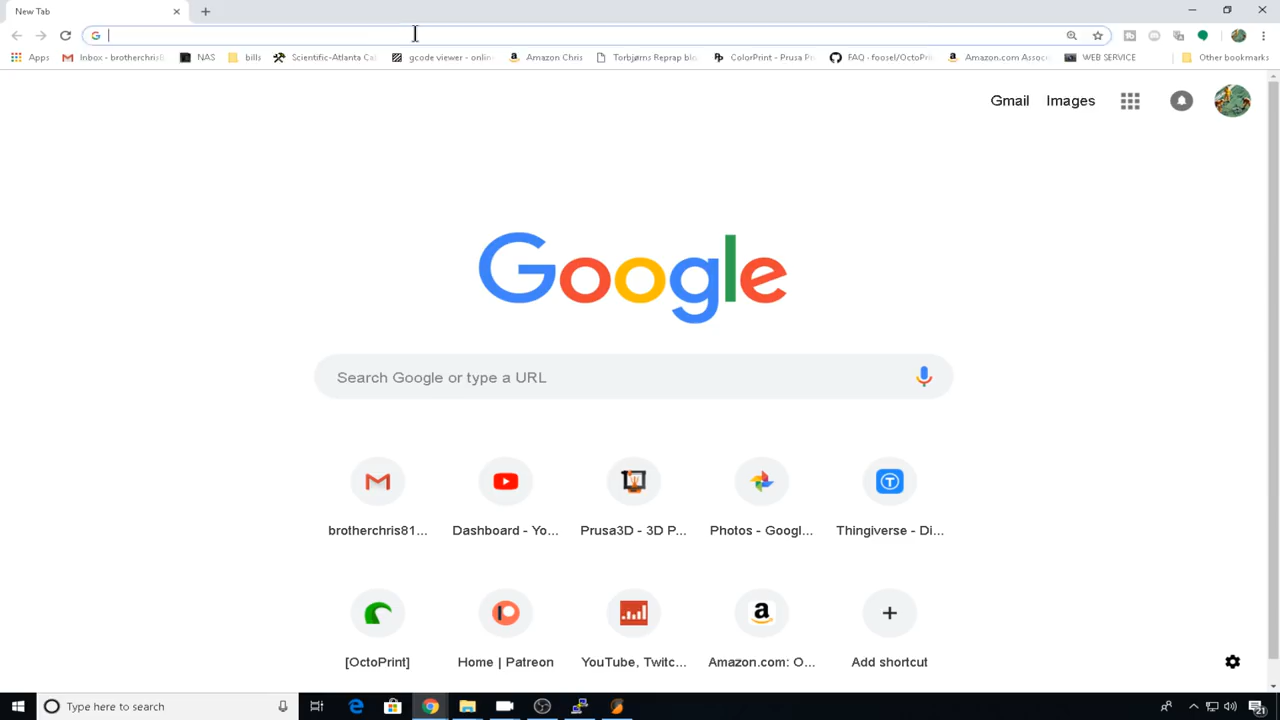 New Tab
Apps
Inbox - brotherchris
NAS
bills
Scientific-Atlanta Cal
gcode viewer - onlin
Amazon Chris
Torbjørns Reprap blo
ColorPrint - Prusa Pr
FAQ · foosel/OctoPri
Amazon.com Assoc
WEB SERVICE
Other bookmarks
Gmail
Images
Google
Search Google or type a URL
brotherchris81...
Dashboard - Yo...
Prusa3D - 3D P...
Photos - Googl...
Thingiverse - Di...
[OctoPrint]
Home | Patreon
YouTube, Twitc...
Amazon.com: O...
Add shortcut
Type here to search
21